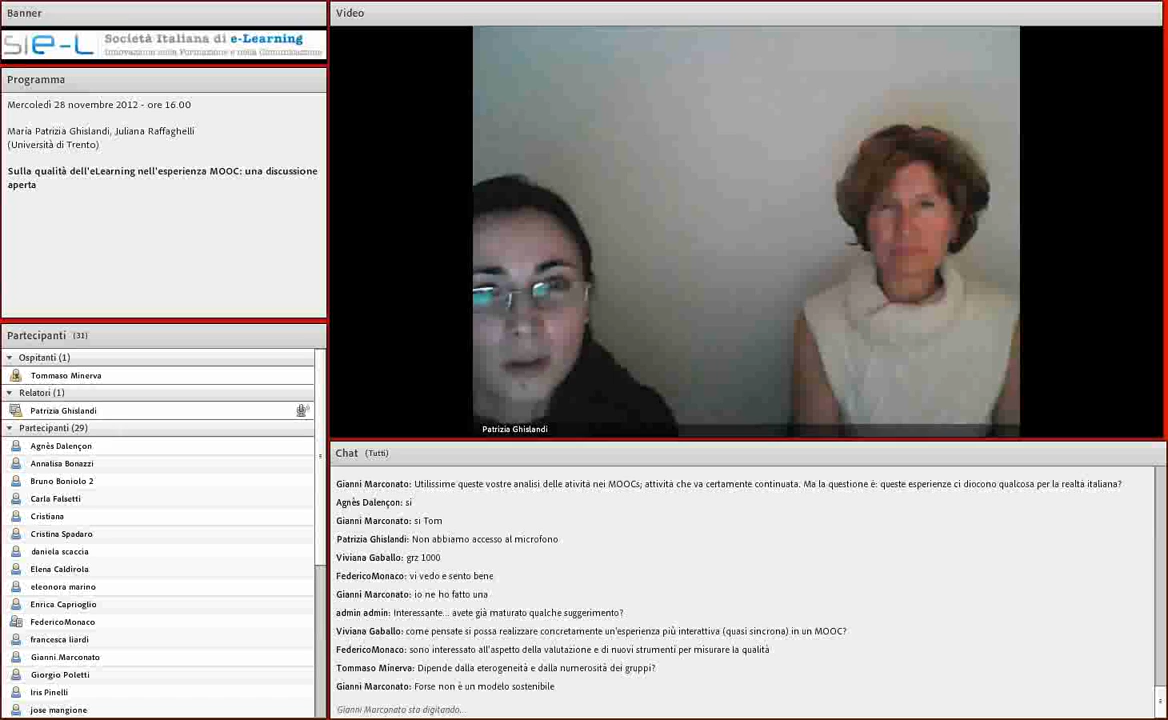 Banner
sie-L Società Italiana di e-Learning
Innovazione nella Formazione e nella Comunicazione
Programma
Mercoledì 28 novembre 2012 - ore 16.00
Maria Patrizia Ghislandi, Juliana Raffaghelli
(Università di Trento)
Sulla qualità dell'eLearning nell'esperienza MOOC: una discussione
aperta
Partecipanti (31)
Ospitanti (1)
Tommaso Minerva
Relatori (1)
Patrizia Ghislandi
Partecipanti (29)
Agnès Dalençon
Annalisa Bonazzi
Bruno Boniolo 2
Carla Falsetti
Cristiana
Cristina Spadaro
daniela scaccia
Elena Caldirola
eleonora marino
Enrica Caprioglio
FedericoMonaco
francesca liardi
Gianni Marconato
Giorgio Poletti
Iris Pinelli
jose mangione
Video
Patrizia Ghislandi
Chat (Tutti)
Gianni Marconato: Utilissime queste vostre analisi delle ativitá nei MOOCs; attività che va certamente continuata. Ma la questione è: queste esperienze ci diocono qualcosa per la realtà italiana?
Agnès Dalençon: si
Gianni Marconato: si Tom
Patrizia Ghislandi: Non abbiamo accesso al microfono
Viviana Gaballo: grz 1000
FedericoMonaco: vi vedo e sento bene
Gianni Marconato: io ne ho fatto una
admin admin: Interessante... avete già maturato qualche suggerimento?
Viviana Gaballo: come pensate si possa realizzare concretamente un'esperienza più interattiva (quasi sincrona) in un MOOC?
FedericoMonaco: sono interessato all'aspetto della valutazione e di nuovi strumenti per misurare la qualità
Tommaso Minerva: Dipende dalla eterogeneità e dalla numerosità dei gruppi?
Gianni Marconato: Forse non è un modelo sostenibile
Gianni Marconato sta digitando...